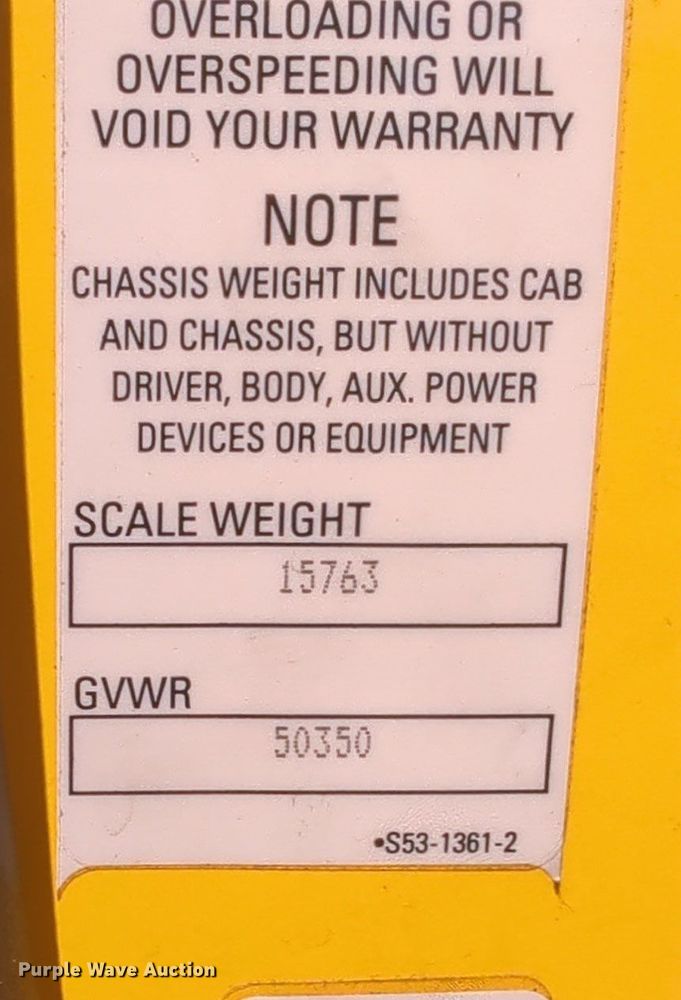 OVERLOADING OR
OVERSPEEDING WILL
VOID YOUR WARRANTY
NOTE
CHASSIS WEIGHT INCLUDES CAB
AND CHASSIS, BUT WITHOUT
DRIVER, BODY, AUX. POWER
DEVICES OR EQUIPMENT
SCALE WEIGHT
15763
GVWR
50350
•S53-1361-2
Purple Wave Auction